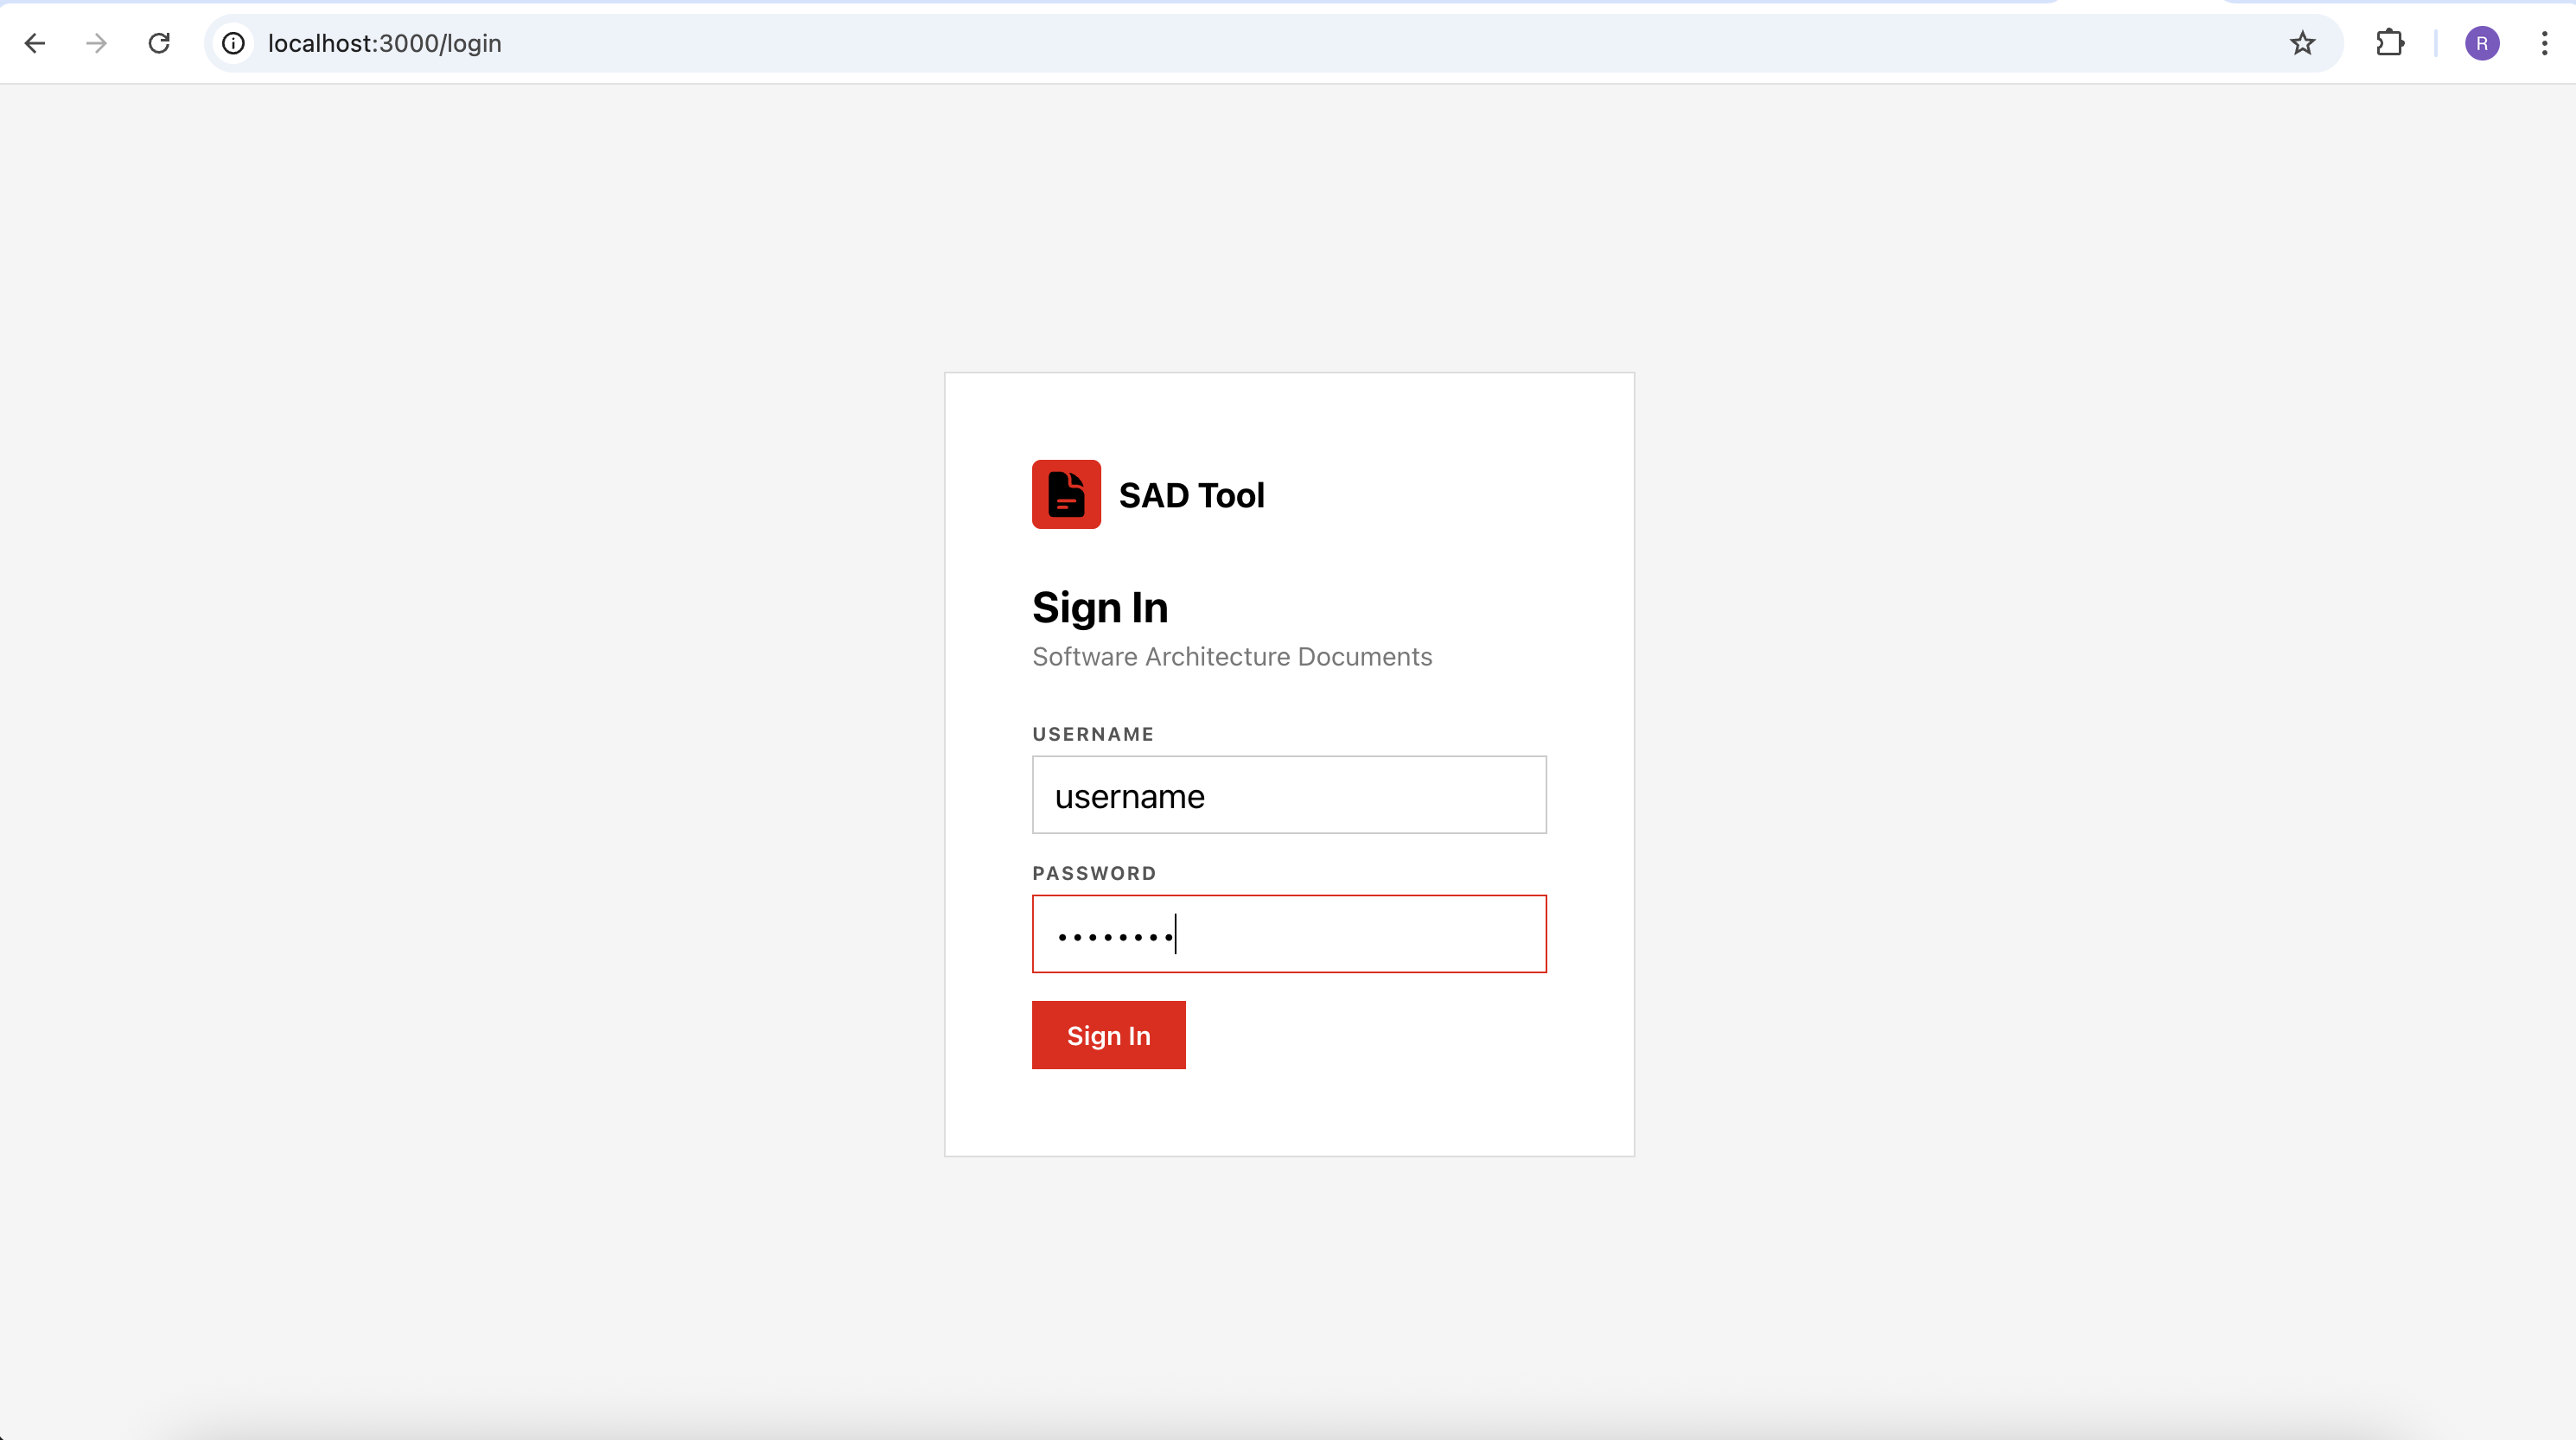 localhost:3000/login
R
SAD Tool
Sign In
Software Architecture Documents
USERNAME
username
PASSWORD
••••••••
Sign In